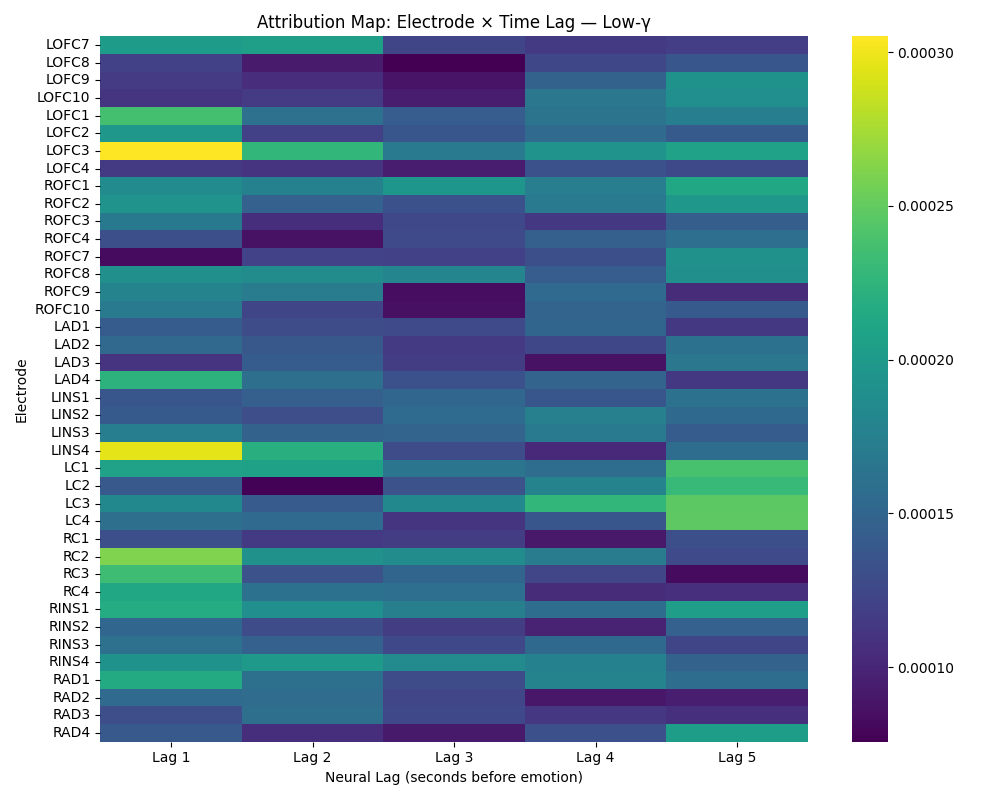 Attribution Map: Electrode × Time Lag — Low-γ
LOFC7
LOFC8
LOFC9
LOFC10
LOFC1
LOFC2
LOFC3
LOFC4
ROFC1
ROFC2
ROFC3
ROFC4
ROFC7
ROFC8
ROFC9
ROFC10
LAD1
LAD2
LAD3
LAD4
LINS1
LINS2
LINS3
LINS4
LC1
LC2
LC3
LC4
RC1
RC2
RC3
RC4
RINS1
RINS2
RINS3
RINS4
RAD1
RAD2
RAD3
RAD4
Electrode
Lag 1 Lag 2 Lag 3 Lag 4 Lag 5
Neural Lag (seconds before emotion)
0.00030
0.00025
0.00020
0.00015
0.00010